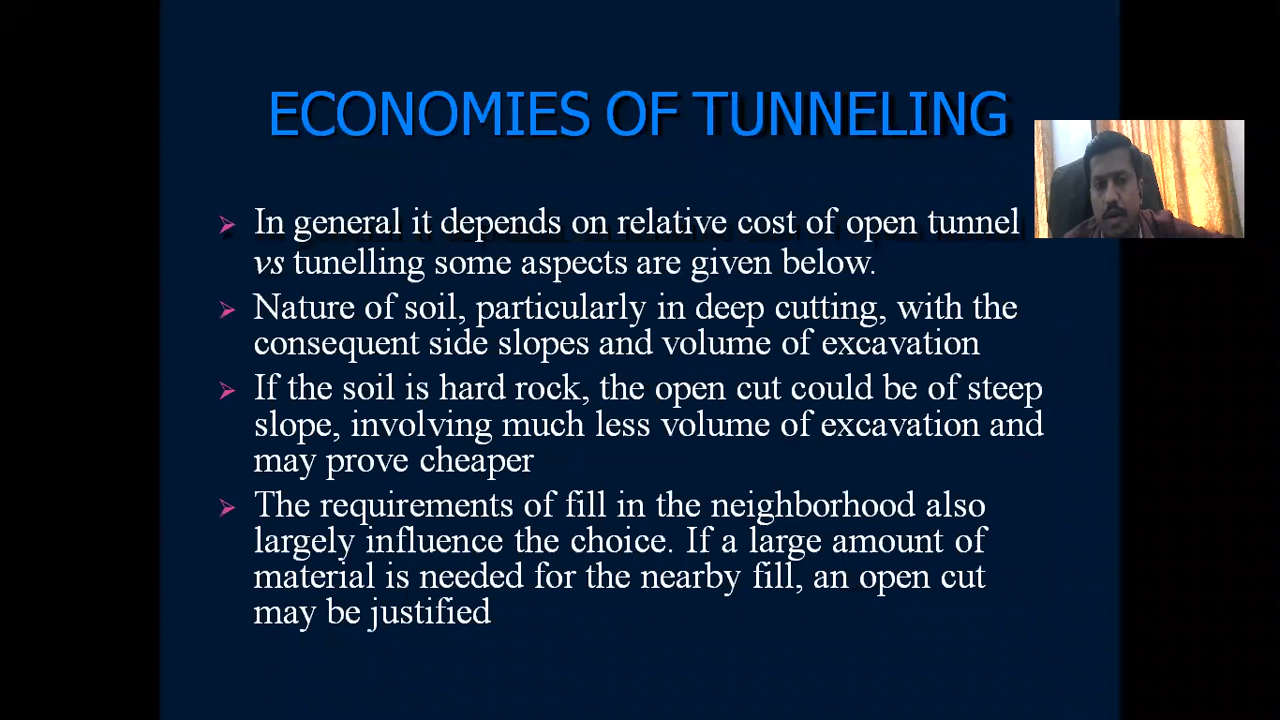 ECONOMIES OF TUNNELING
In general it depends on relative cost of open tunnel
vs tunelling some aspects are given below.
Nature of soil, particularly in deep cutting, with the
consequent side slopes and volume of excavation
If the soil is hard rock, the open cut could be of steep
slope, involving much less volume of excavation and
may prove cheaper
The requirements of fill in the neighborhood also
largely influence the choice. If a large amount of
material is needed for the nearby fill, an open cut
may be justified